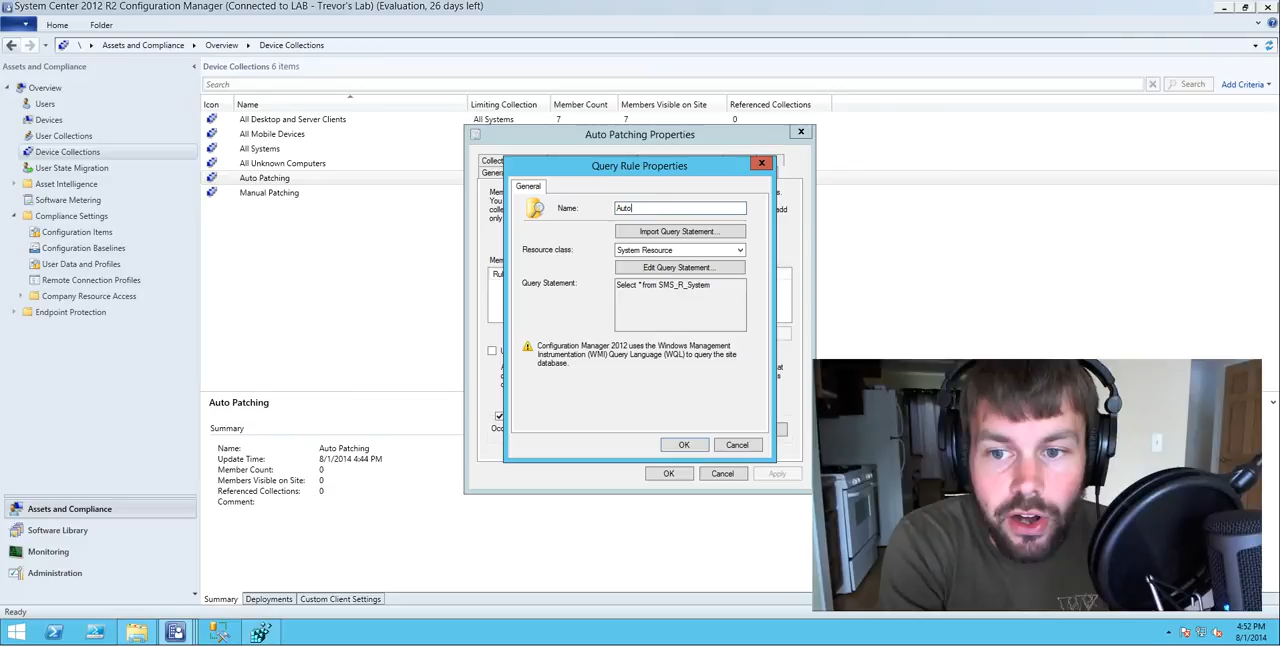 System Center 2012 R2 Configuration Manager (Connected to LAB - Trevor's Lab) (Evaluation, 26 days left)
Home Folder
\ Assets and Compliance Overview Device Collections
Assets and Compliance
Overview
Users
Devices
User Collections
Device Collections
User State Migration
Asset Intelligence
Software Metering
Compliance Settings
Configuration Items
Configuration Baselines
User Data and Profiles
Remote Connection Profiles
Company Resource Access
Endpoint Protection
Assets and Compliance
Software Library
Monitoring
Administration
Device Collections 6 items
Search Search Add Criteria
Icon Name Limiting Collection Member Count Members Visible on Site Referenced Collections
All Desktop and Server Clients All Systems 7 7 0
All Mobile Devices
All Systems
All Unknown Computers
Auto Patching
Manual Patching
Auto Patching Properties
Query Rule Properties
General
Name: Auto
Import Query Statement...
Resource class: System Resource
Edit Query Statement...
Query Statement: Select * from SMS_R_System
Configuration Manager 2012 uses the Windows Management
Instrumentation (WMI) Query Language (WQL) to query the site
database.
OK Cancel
OK Cancel Apply
Auto Patching
Summary
Name: Auto Patching
Update Time: 8/1/2014 4:44 PM
Member Count: 0
Members Visible on Site: 0
Referenced Collections: 0
Comment:
Summary Deployments Custom Client Settings
Ready
4:52 PM
8/1/2014